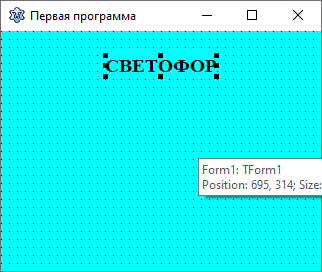 Первая программа
СВЕТОФОР
Form1: TForm1
Position: 695, 314; Size: